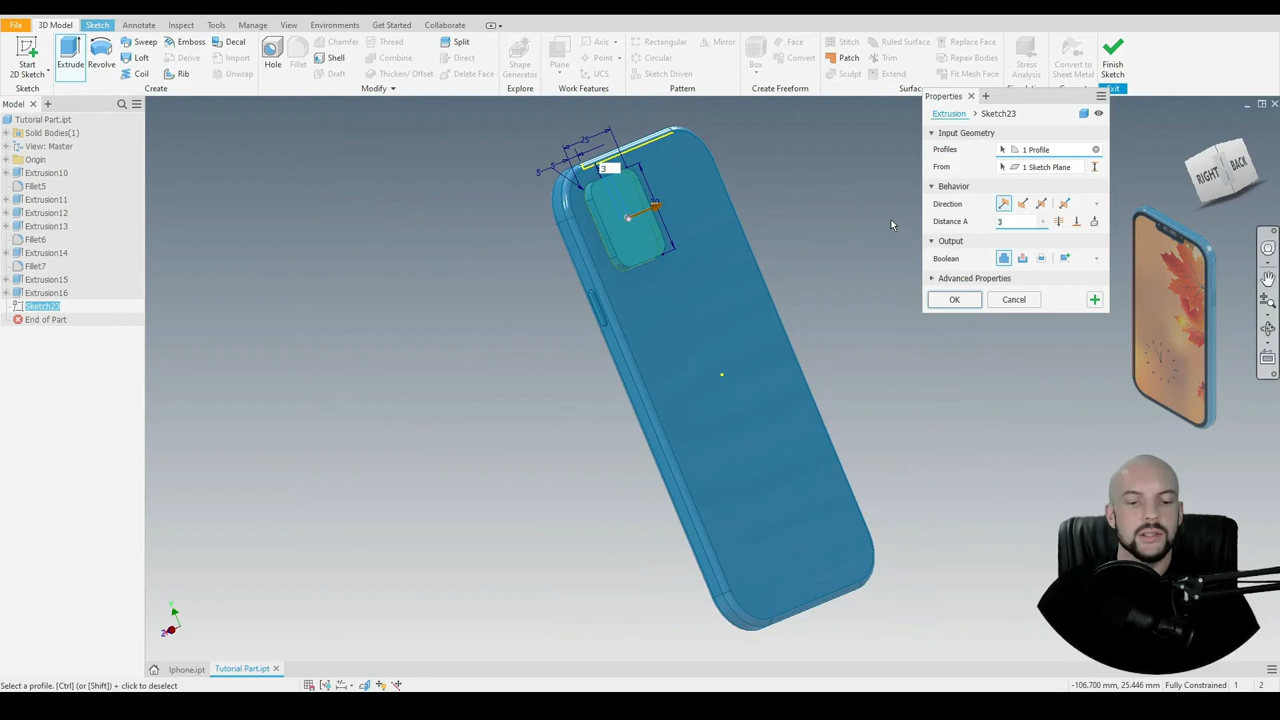 File 3D Model Sketch Annotate Inspect Tools Manage View Environments Get Started Collaborate
Start 2D Sketch
Extrude Revolve
Sweep Emboss Decal
Loft Derive Import
Coil Rib Unwrap
Hole Fillet
Chamfer Thread Split
Shell Combine Direct
Draft Thicken/ Offset Delete Face
Shape Generator
Plane
Axis
Point
UCS
Rectangular Mirror
Circular
Sketch Driven
Box
Face
Convert
Stitch Ruled Surface Replace Face
Patch Trim Repair Bodies
Sculpt Extend Fit Mesh Face
Stress Analysis
Convert to Sheet Metal
Finish Sketch
Sketch Create Modify Explore Work Features Pattern Create Freeform Exit
Model
Tutorial Part.ipt
Solid Bodies(1)
View: Master
Origin
Extrusion10
Fillet5
Extrusion11
Extrusion12
Extrusion13
Fillet6
Extrusion14
Fillet7
Extrusion15
Extrusion16
Sketch23
End of Part
25
5
5
3
Properties
Extrusion > Sketch23
Input Geometry
Profiles 1 Profile
From 1 Sketch Plane
Behavior
Direction
Distance A 3
Output
Boolean
Advanced Properties
OK Cancel
RIGHT BACK
Iphone.ipt Tutorial Part.ipt
Select a profile. [Ctrl] (or [Shift]) + click to deselect
-106.700 mm, 25.446 mm Fully Constrained 1 2